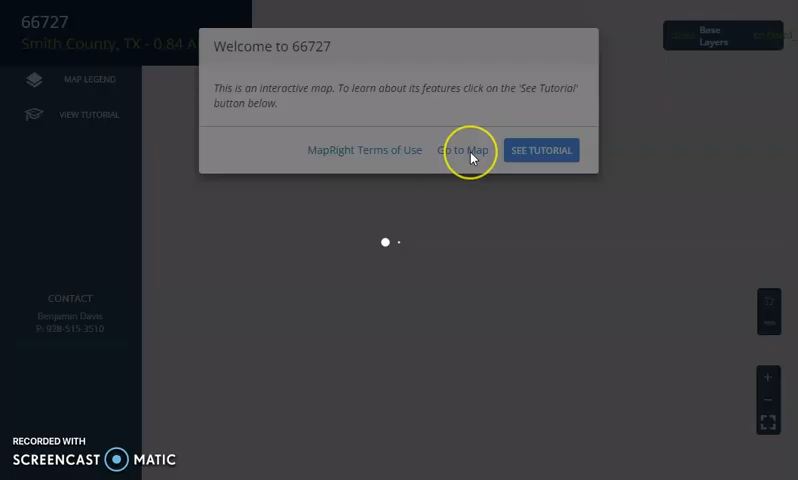 66727
Smith County, TX - 0.84 A
Welcome to 66727
This is an interactive map. To learn about its features click on the 'See Tutorial'
button below.
MapRight Terms of Use
Go to Map
SEE TUTORIAL
Base
Layers
MAP LEGEND
VIEW TUTORIAL
CONTACT
Benjamin Davis
P: 928-515-3510
RECORDED WITH
SCREENCAST MATIC